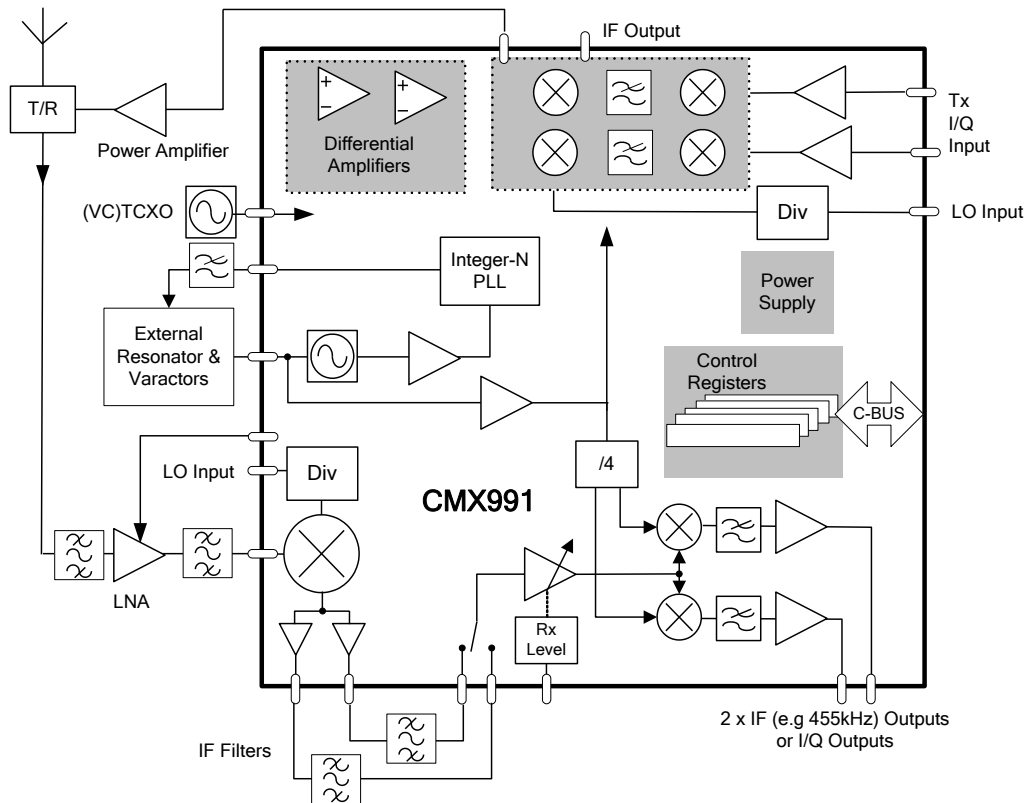 IF Output
T/R
Power Amplifier
+
−
+
−
Differential
Amplifiers
Tx
I/Q
Input
(VC)TCXO
Div
LO Input
Integer-N
PLL
Power
Supply
External
Resonator &
Varactors
Control
Registers
C-BUS
LO Input
Div
/4
CMX991
LNA
Rx
Level
IF Filters
2 x IF (e.g 455kHz) Outputs
or I/Q Outputs